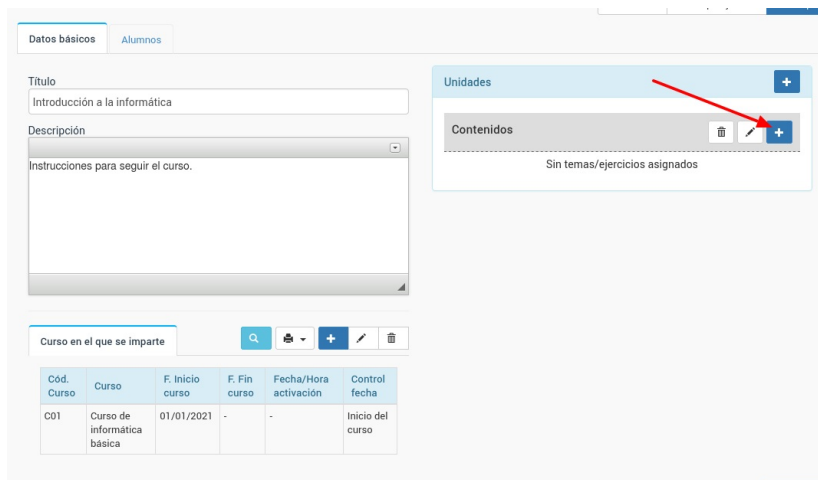 Datos básicos
Alumnos
Título
Introducción a la informática
Descripción
Instrucciones para seguir el curso.
Unidades
Contenidos
Sin temas/ejercicios asignados
Curso en el que se imparte
Cód. Curso
Curso
F. Inicio curso
F. Fin curso
Fecha/Hora activación
Control fecha
C01
Curso de informática básica
01/01/2021
-
-
Inicio del curso